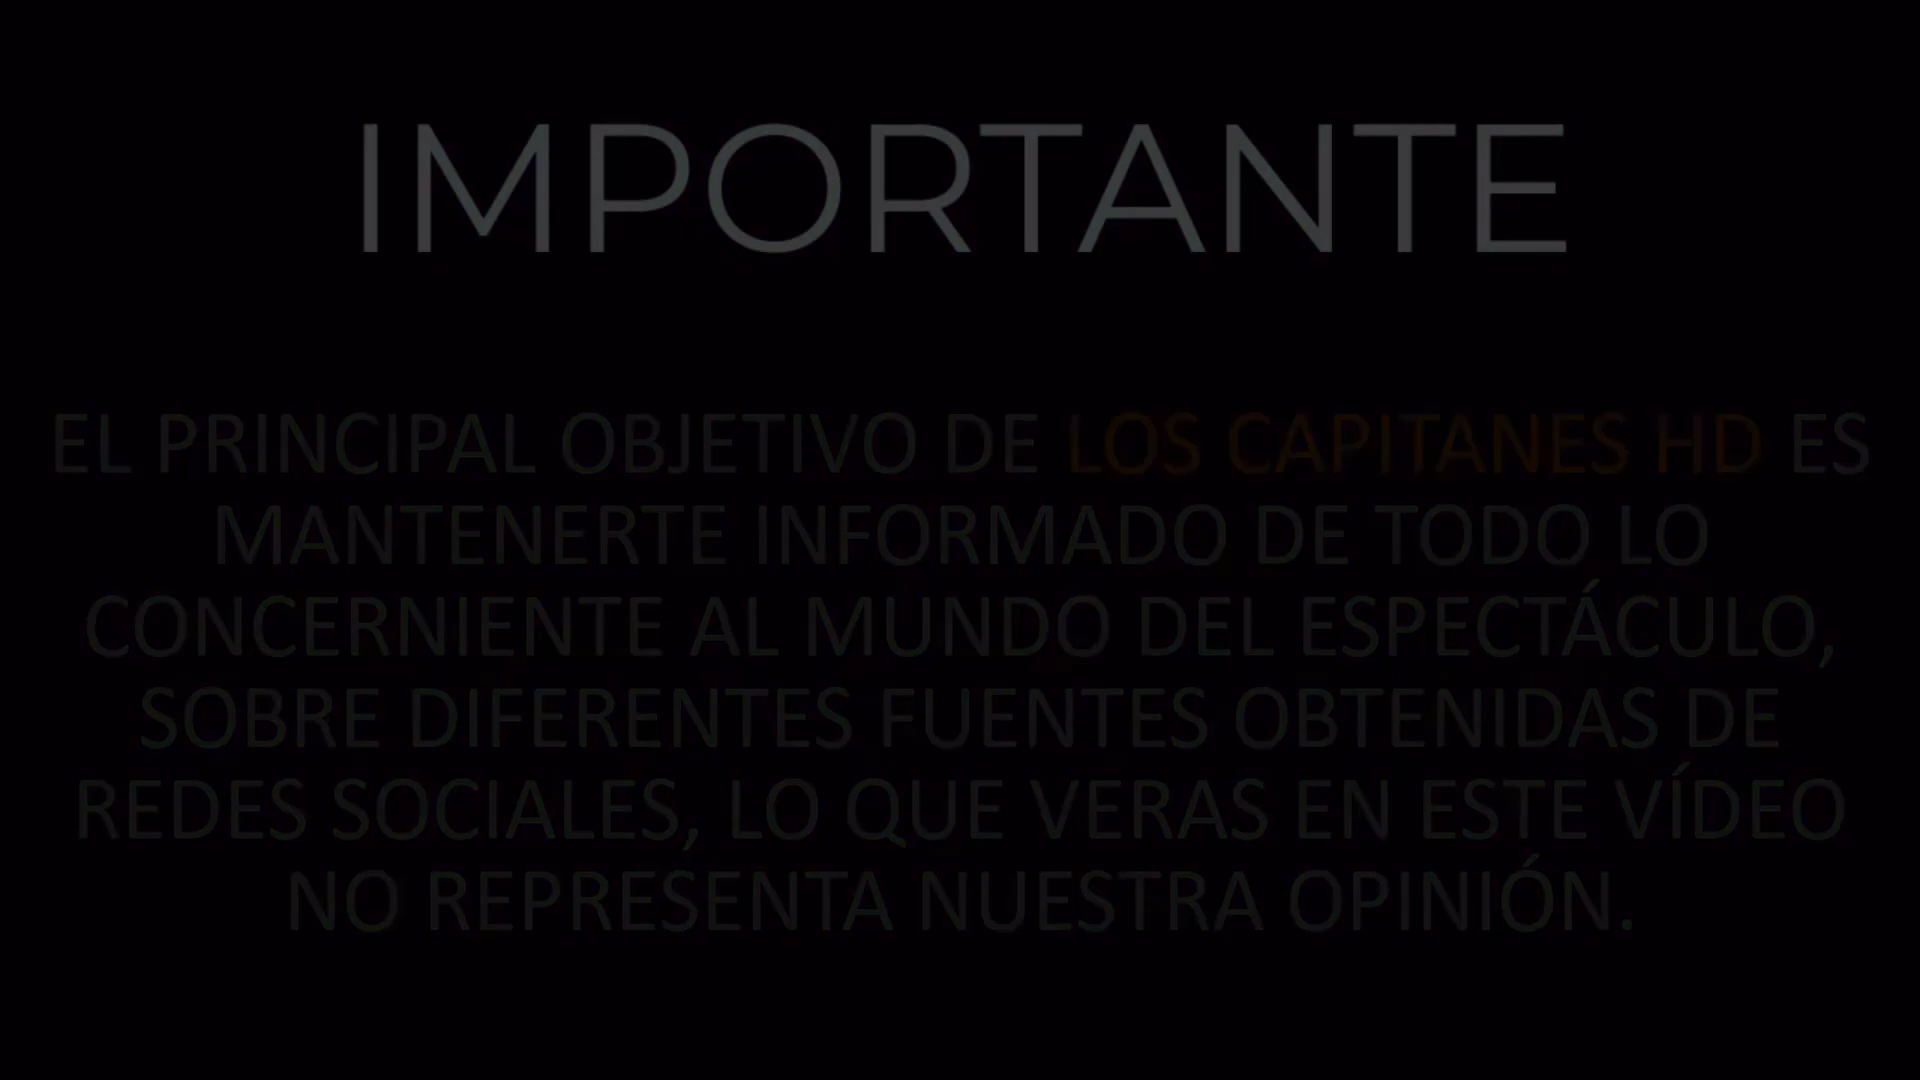 IMPORTANTE
EL PRINCIPAL OBJETIVO DE LOS CAPITANES HD ES
MANTENERTE INFORMADO DE TODO LO
CONCERNIENTE AL MUNDO DEL ESPECTÁCULO,
SOBRE DIFERENTES FUENTES OBTENIDAS DE
REDES SOCIALES, LO QUE VERAS EN ESTE VÍDEO
NO REPRESENTA NUESTRA OPINIÓN.